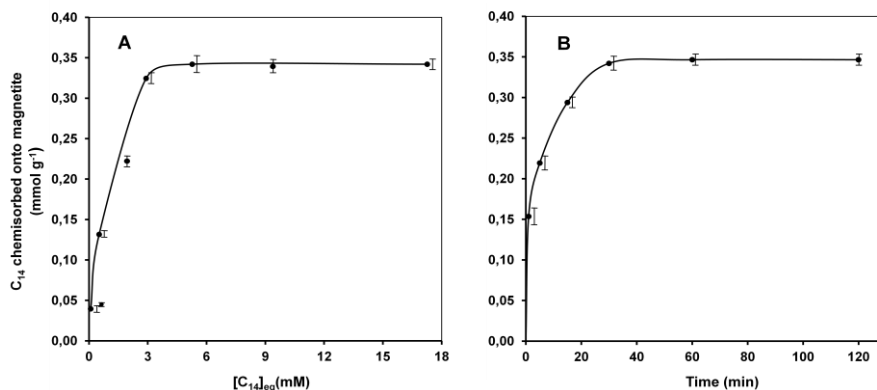 C14 chemisorbed onto magnetite
(mmol g-1)
0,40
0,35
0,30
0,25
0,20
0,15
0,10
0,05
0,00
A
0 3 6 9 12 15 18
[C14]eq(mM)
0,40
0,35
0,30
0,25
0,20
0,15
0,10
0,05
0,00
B
0 20 40 60 80 100 120
Time (min)